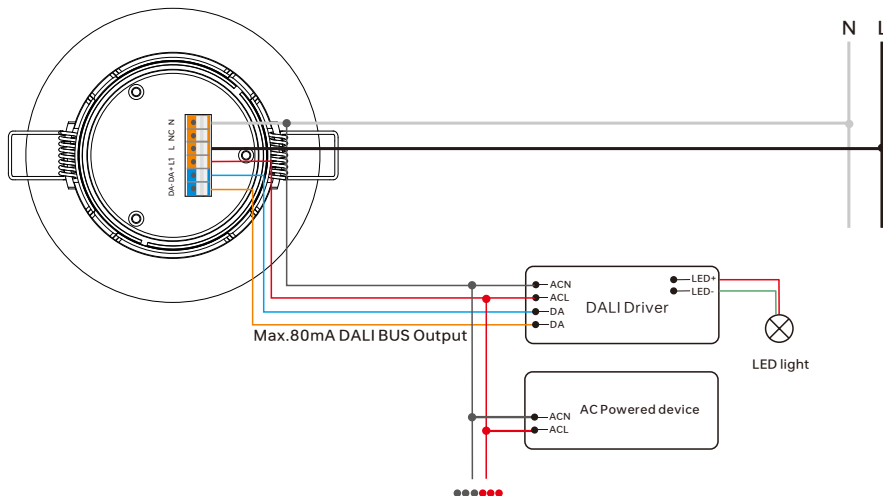 N L
N
NC
L
L1
DA+
DA-
ACN
ACL
DA
DA
DALI Driver
LED+
LED-
Max.80mA DALI BUS Output
LED light
ACN
ACL
AC Powered device